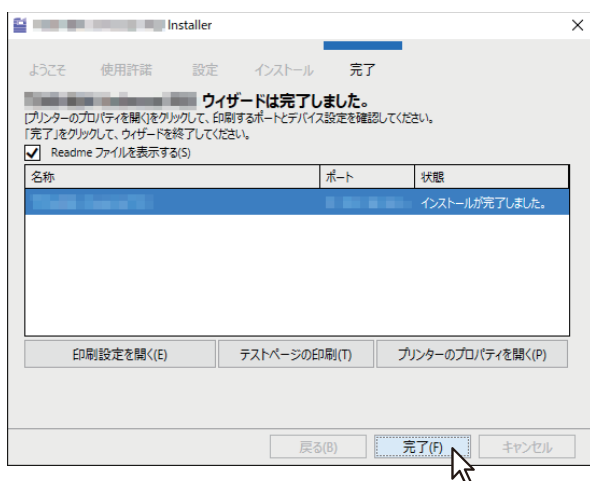 Installer
ようこそ 使用許諾 設定 インストール 完了
ウィザードは完了しました。
[プリンターのプロパティを開く]をクリックして、印刷するポートとデバイス設定を確認してください。
「完了」をクリックして、ウィザードを終了してください。
Readme ファイルを表示する(S)
名称 ポート 状態
インストールが完了しました。
印刷設定を開く(E) テストページの印刷(T) プリンターのプロパティを開く(P)
戻る(B) 完了(F) キャンセル